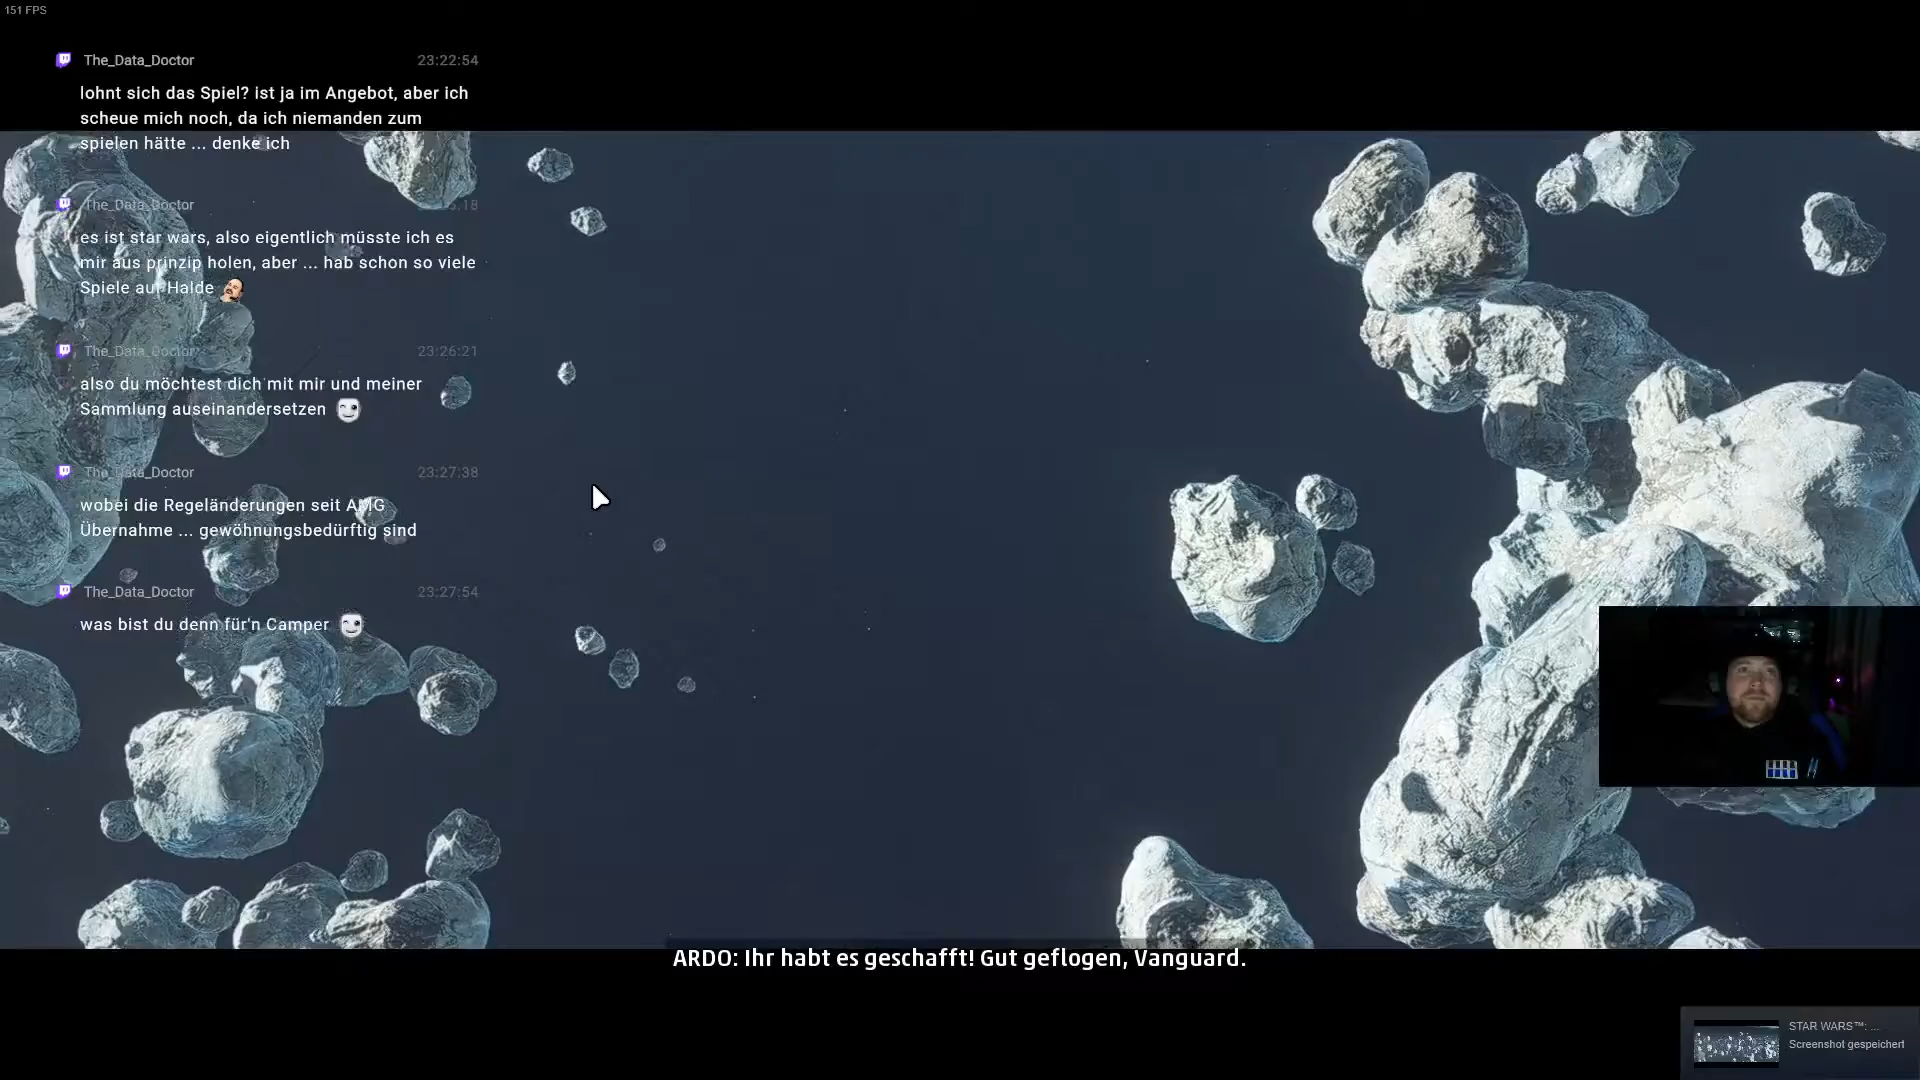 151 FPS
The_Data_Doctor 23:22:54
lohnt sich das Spiel? ist ja im Angebot, aber ich
scheue mich noch, da ich niemanden zum
spielen hätte ... denke ich
The_Data_Doctor
es ist star wars, also eigentlich müsste ich es
mir aus prinzip holen, aber ... hab schon so viele
Spiele auf Halde
The_Data_Doctor 23:26:21
also du möchtest dich mit mir und meiner
Sammlung auseinandersetzen
The_Data_Doctor 23:27:38
wobei die Regeländerungen seit AMG
Übernahme ... gewöhnungsbedürftig sind
The_Data_Doctor 23:27:54
was bist du denn für'n Camper
ARDO: Ihr habt es geschafft! Gut geflogen, Vanguard.
STAR WARS™: ...
Screenshot gespeichert